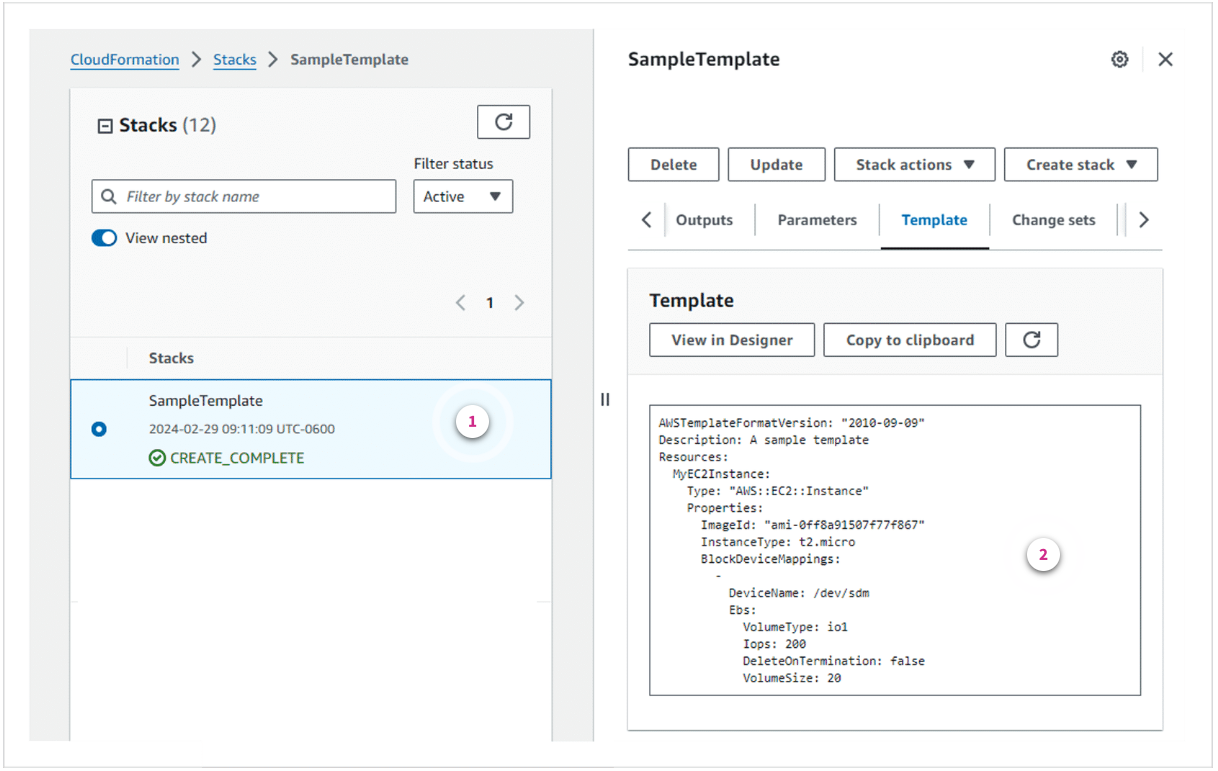 CloudFormation > Stacks > SampleTemplate
Stacks (12)
Filter status
Filter by stack name
Active
View nested
1
Stacks
SampleTemplate
2024-02-29 09:11:09 UTC-0600
CREATE_COMPLETE
1
SampleTemplate
Delete Update Stack actions Create stack
Outputs Parameters Template Change sets
Template
View in Designer Copy to clipboard
AWSTemplateFormatVersion: "2010-09-09"
Description: A sample template
Resources:
  MyEC2Instance:
    Type: "AWS::EC2::Instance"
    Properties:
      ImageId: "ami-0ff8a91507f77f867"
      InstanceType: t2.micro
      BlockDeviceMappings:
        -
          DeviceName: /dev/sdm
          Ebs:
            VolumeType: io1
            Iops: 200
            DeleteOnTermination: false
            VolumeSize: 20
2